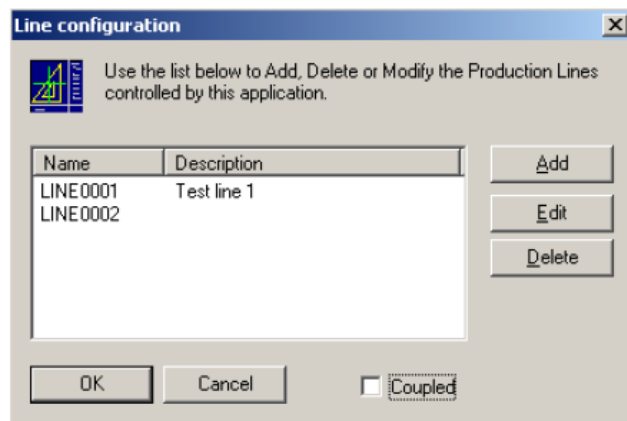 Line configuration
Use the list below to Add, Delete or Modify the Production Lines
controlled by this application.
Name Description
LINE0001 Test line 1
LINE0002
Add
Edit
Delete
OK Cancel Coupled